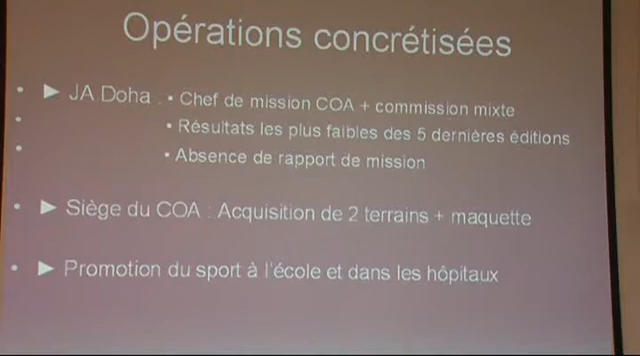 Opérations concrétisées
• ► JA Doha : • Chef de mission COA + commission mixte
• • Résultats les plus faibles des 5 dernières éditions
• • Absence de rapport de mission
• ► Siège du COA : Acquisition de 2 terrains + maquette
• ► Promotion du sport à l'école et dans les hôpitaux